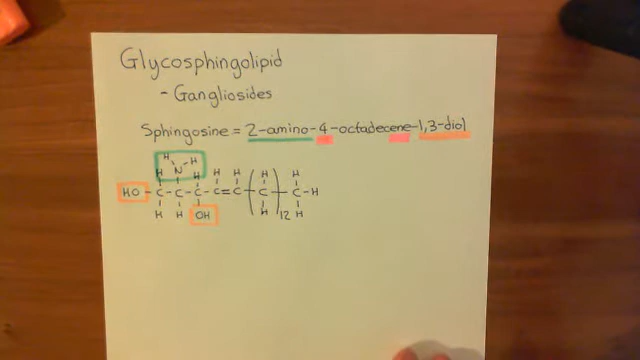 Glycosphingolipid
- Gangliosides
Sphingosine = 2-amino-4-octadecene-1,3-diol
H H
N
H H H H H H
HO-C-C-C-C=C-(C)-C-H
H H OH H 12 H